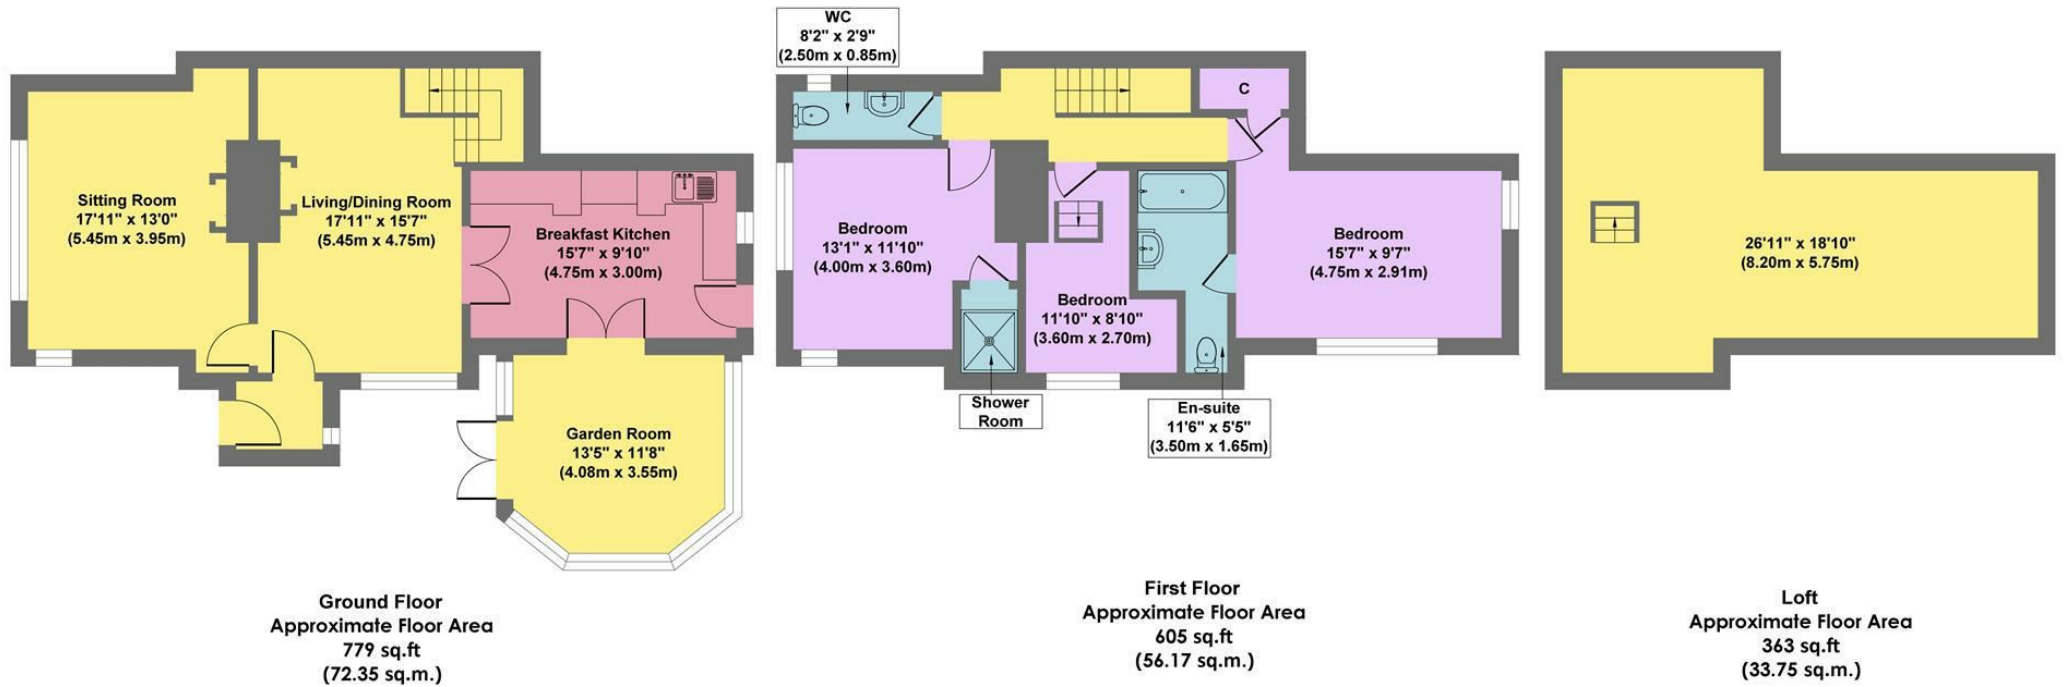 Sitting Room
17'11" x 13'0"
(5.45m x 3.95m)
Living/Dining Room
17'11" x 15'7"
(5.45m x 4.75m)
Breakfast Kitchen
15'7" x 9'10"
(4.75m x 3.00m)
Garden Room
13'5" x 11'8"
(4.08m x 3.55m)
Ground Floor
Approximate Floor Area
779 sq.ft
(72.35 sq.m.)
WC
8'2" x 2'9"
(2.50m x 0.85m)
C
Bedroom
13'1" x 11'10"
(4.00m x 3.60m)
Bedroom
11'10" x 8'10"
(3.60m x 2.70m)
Bedroom
15'7" x 9'7"
(4.75m x 2.91m)
Shower
Room
En-suite
11'6" x 5'5"
(3.50m x 1.65m)
First Floor
Approximate Floor Area
605 sq.ft
(56.17 sq.m.)
26'11" x 18'10"
(8.20m x 5.75m)
Loft
Approximate Floor Area
363 sq.ft
(33.75 sq.m.)